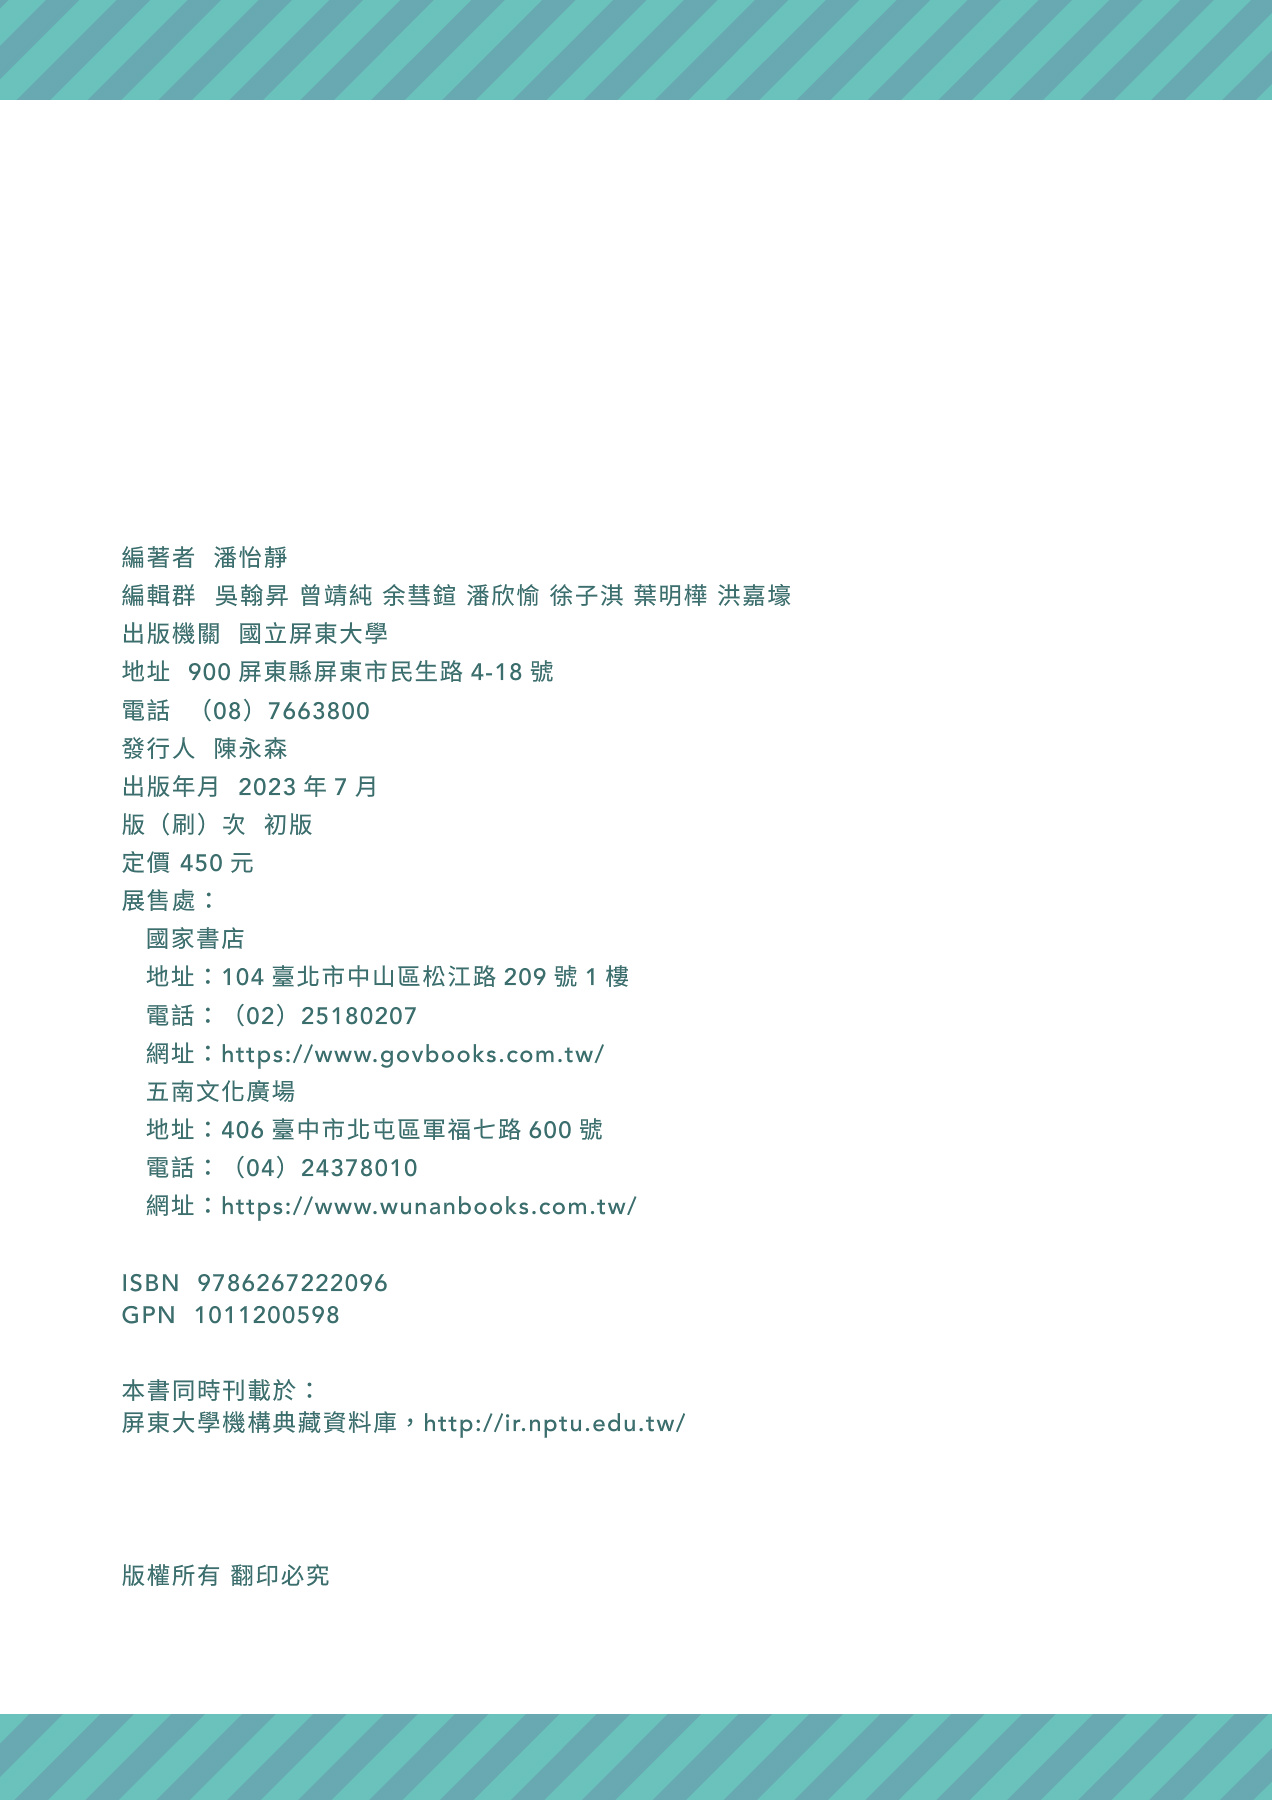 編著者 潘怡靜
編輯群 吳翰昇 曾靖純 余彗鍹 潘欣愉 徐子淇 葉明樺 洪嘉壕
出版機關 國立屏東大學
地址 900 屏東縣屏東市民生路 4-18 號
電話 （08）7663800
發行人 陳永森
出版年月 2023 年 7 月
版（刷）次 初版
定價 450 元
展售處：
國家書店
地址：104 臺北市中山區松江路 209 號 1 樓
電話：（02）25180207
網址：https://www.govbooks.com.tw/
五南文化廣場
地址：406 臺中市北屯區軍福七路 600 號
電話：（04）24378010
網址：https://www.wunanbooks.com.tw/
ISBN 9786267222096
GPN 1011200598
本書同時刊載於：
屏東大學機構典藏資料庫，http://ir.nptu.edu.tw/
版權所有 翻印必究